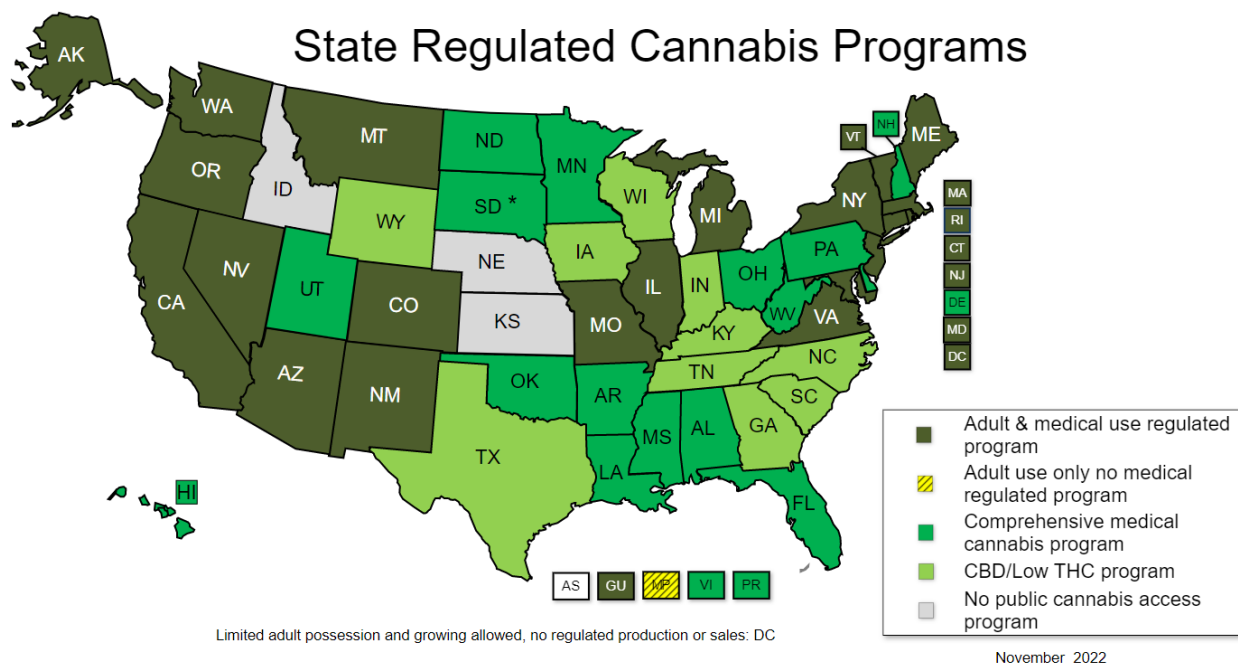 State Regulated Cannabis Programs
AK
WA
MT
ND
MN
VT
NH
ME
OR
ID
WY
SD *
WI
MI
NY
MA
RI
CT
NJ
DE
MD
DC
NV
UT
CO
NE
IA
IL
IN
OH
PA
CA
KS
MO
KY
WV
VA
AZ
NM
OK
AR
TN
NC
SC
TX
LA
MS
AL
GA
FL
HI
AS
GU
MP
VI
PR
Adult & medical use regulated
program
Adult use only no medical
regulated program
Comprehensive medical
cannabis program
CBD/Low THC program
No public cannabis access
program
Limited adult possession and growing allowed, no regulated production or sales: DC
November 2022